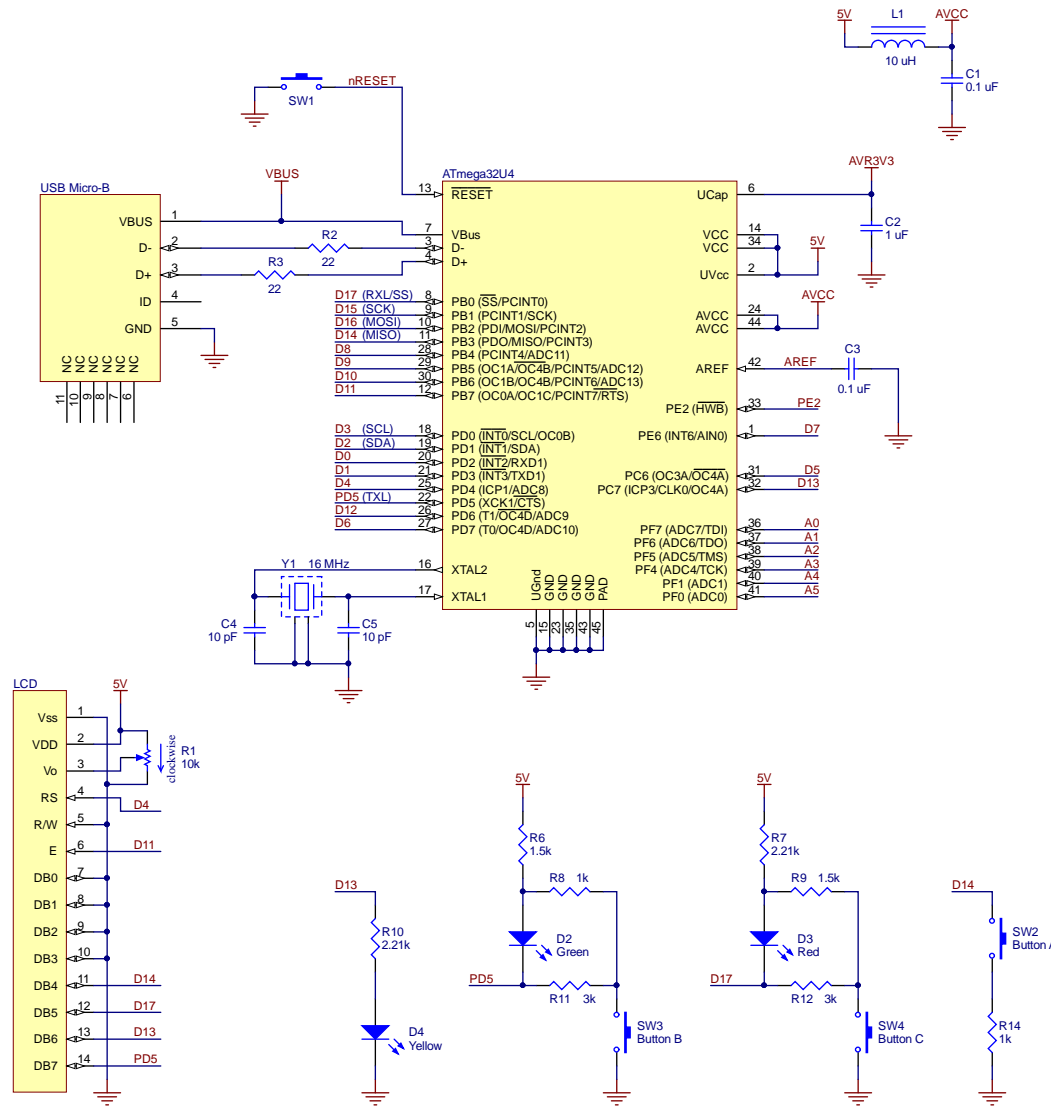 5V
L1
AVCC
10 uH
C1
0.1 uF
nRESET
SW1
AVR3V3
USB Micro-B
VBUS
ATmega32U4
13
RESET
UCap
6
VBUS
1
7
VBus
C2
1 uF
VCC
14
VCC
34
5V
D-
2
R2
22
3
D-
D+
3
R3
22
4
D+
UVcc
2
ID
4
GND
5
AVCC
AVCC
24
AVCC
44
NC NC NC NC NC NC
11 10 9 8 7 6
D17 (RXL/SS)
8
PB0 (SS/PCINT0)
D15 (SCK)
9
PB1 (PCINT1/SCK)
D16 (MOSI)
10
PB2 (PDI/MOSI/PCINT2)
D14 (MISO)
11
PB3 (PDO/MISO/PCINT3)
D8
28
PB4 (PCINT4/ADC11)
D9
29
PB5 (OC1A/OC4B/PCINT5/ADC12)
D10
30
PB6 (OC1B/OC4B/PCINT6/ADC13)
D11
12
PB7 (OC0A/OC1C/PCINT7/RTS)
AREF
42
AREF
C3
0.1 uF
PE2 (HWB)
33
PE2
PE6 (INT6/AIN0)
1
D7
D3 (SCL)
18
PD0 (INT0/SCL/OC0B)
D2 (SDA)
19
PD1 (INT1/SDA)
D0
20
PD2 (INT2/RXD1)
D1
21
PD3 (INT3/TXD1)
D4
25
PD4 (ICP1/ADC8)
PD5 (TXL)
22
PD5 (XCK1/CTS)
D12
26
PD6 (T1/OC4D/ADC9
D6
27
PD7 (T0/OC4D/ADC10)
PC6 (OC3A/OC4A)
31
D5
PC7 (ICP3/CLK0/OC4A)
32
D13
PF7 (ADC7/TDI)
36
A0
PF6 (ADC6/TDO)
37
A1
PF5 (ADC5/TMS)
38
A2
PF4 (ADC4/TCK)
39
A3
PF1 (ADC1)
40
A4
PF0 (ADC0)
41
A5
Y1 16 MHz
16
XTAL2
17
XTAL1
UGnd GND GND GND GND PAD
5 15 23 35 43 45
C4
10 pF
C5
10 pF
LCD
5V
Vss
1
VDD
2
Vo
3
clockwise
R1
10k
RS
4
D4
R/W
5
E
6
D11
DB0
7
DB1
8
DB2
9
DB3
10
DB4
11
D14
DB5
12
D17
DB6
13
D13
DB7
14
PD5
D13
R10
2.21k
D4
Yellow
5V
R6
1.5k
R8 1k
D2
Green
PD5
R11 3k
SW3
Button B
5V
R7
2.21k
R9 1.5k
D3
Red
D17
R12 3k
SW4
Button C
D14
SW2
Button
R14
1k